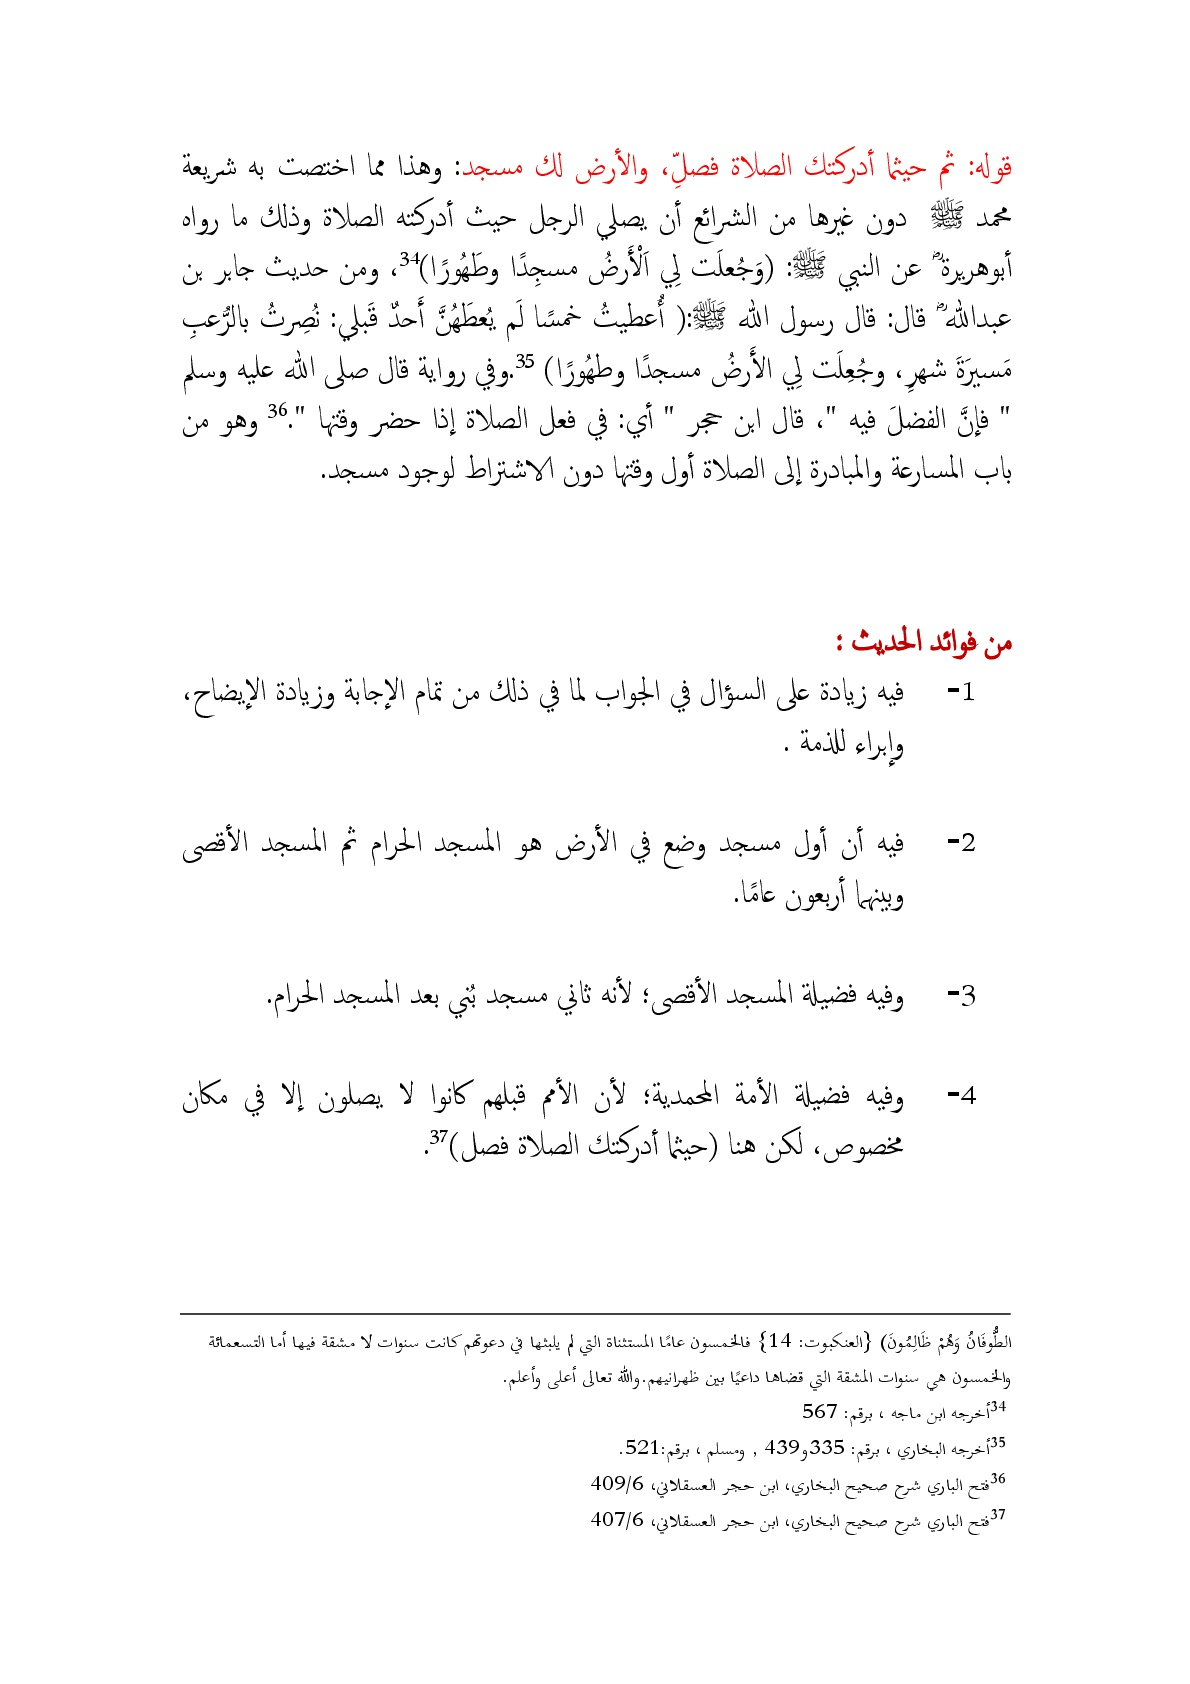 قوله: ثم حيثما أدركتك الصلاة فصلِّ، والأرض لك مسجد: وهذا مما اختصت به شريعة
محمد ﷺ دون غيرها من الشرائع أن يصلي الرجل حيث أدركته الصلاة وذلك ما رواه
أبوهريرة عن النبي ﷺ: (وَجُعلَت لِي اَلْأَرضُ مسجِدًا وطَهُورًا)34، ومن حديث جابر بن
عبدالله قال: قال رسول الله ﷺ:( أُعطيتُ خمسًا لَم يُعطَهُنَّ أَحدٌ قَبلي: نُصِرتُ بالرُّعبِ
مَسيرَةَ شهرٍ، وجُعِلَت لِي الأَرضُ مسجدًا وطهُورًا) 35.وفي رواية قال صلى الله عليه وسلم
" فإنَّ الفضلَ فيه "، قال ابن حجر " أي: في فعل الصلاة إذا حضر وقتها ".36 وهو من
باب المسارعة والمبادرة إلى الصلاة أول وقتها دون الاشتراط لوجود مسجد.
من فوائد الحديث :
1- فيه زيادة على السؤال في الجواب لما في ذلك من تمام الإجابة وزيادة الإيضاح،
وإبراء للذمة .
2- فيه أن أول مسجد وضع في الأرض هو المسجد الحرام ثم المسجد الأقصى
وبينهما أربعون عامًا.
3- وفيه فضيلة المسجد الأقصى؛ لأنه ثاني مسجد بُني بعد المسجد الحرام.
4- وفيه فضيلة الأمة المحمدية؛ لأن الأمم قبلهم كانوا لا يصلون إلا في مكان
مخصوص، لكن هنا (حيثما أدركتك الصلاة فصل)37.
الطُّوفَانُ وَهُمْ ظَالِمُونَ) {العنكبوت: 14} فالخمسون عامًا المستثناة التي لم يلبثها في دعوتهم كانت سنوات لا مشقة فيها أما التسعمائة
والخمسون هي سنوات المشقة التي قضاها داعيًا بين ظهرانيهم.والله تعالى أعلى وأعلم.
34أخرجه ابن ماجه ، برقم: 567
35أخرجه البخاري ، برقم: 335و439 , ومسلم ، برقم:521.
36فتح الباري شرح صحيح البخاري، ابن حجر العسقلاني، 409/6
37فتح الباري شرح صحيح البخاري، ابن حجر العسقلاني، 407/6